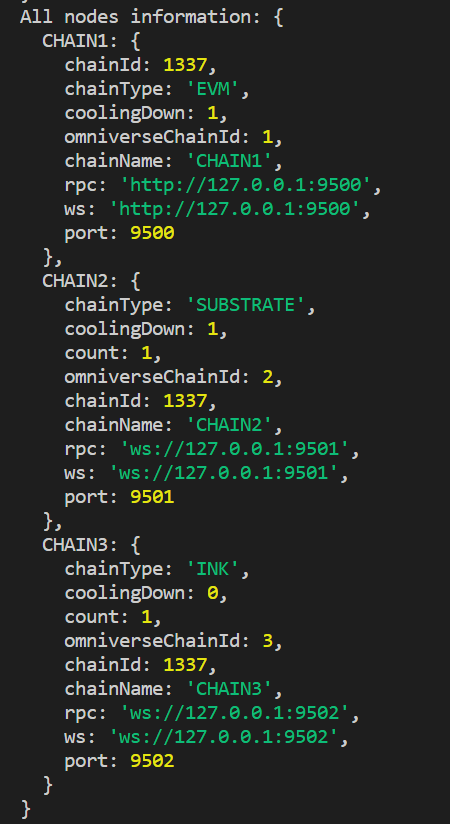 All nodes information: {
  CHAIN1: {
    chainId: 1337,
    chainType: 'EVM',
    coolingDown: 1,
    omniverseChainId: 1,
    chainName: 'CHAIN1',
    rpc: 'http://127.0.0.1:9500',
    ws: 'http://127.0.0.1:9500',
    port: 9500
  },
  CHAIN2: {
    chainType: 'SUBSTRATE',
    coolingDown: 1,
    count: 1,
    omniverseChainId: 2,
    chainId: 1337,
    chainName: 'CHAIN2',
    rpc: 'ws://127.0.0.1:9501',
    ws: 'ws://127.0.0.1:9501',
    port: 9501
  },
  CHAIN3: {
    chainType: 'INK',
    coolingDown: 0,
    count: 1,
    omniverseChainId: 3,
    chainId: 1337,
    chainName: 'CHAIN3',
    rpc: 'ws://127.0.0.1:9502',
    ws: 'ws://127.0.0.1:9502',
    port: 9502
  }
}